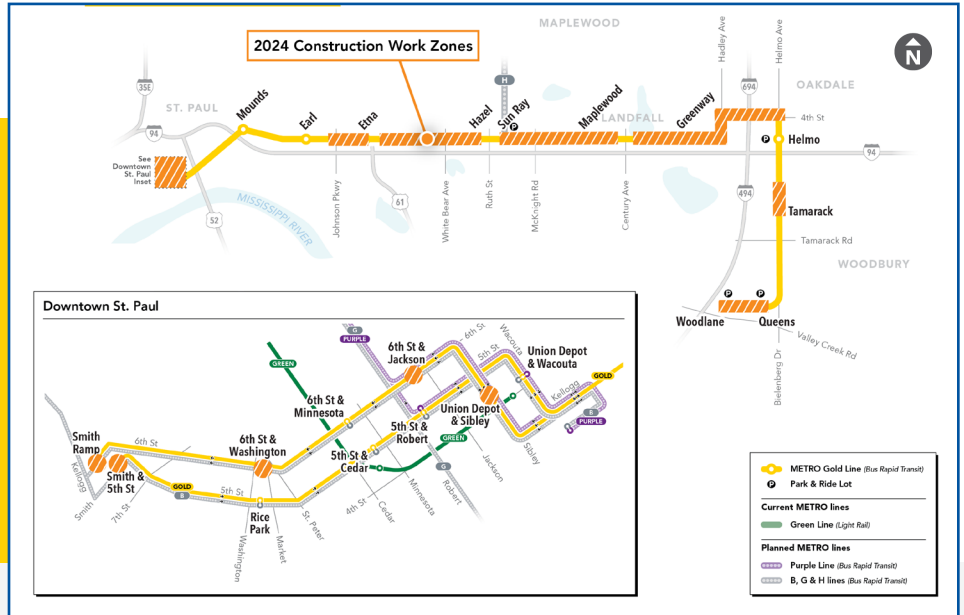 MAPLEWOOD
2024 Construction Work Zones
Hadley Ave
Helmo Ave
N
35E
ST. PAUL
94
Mounds
Earl
Etna
Hazel
H
Sun Ray
P
Maplewood
LANDFALL
Greenway
694
OAKDALE
4th St
P
Helmo
94
See
Downtown
St. Paul
Inset
MISSISSIPPI RIVER
52
Johnson Pkwy
61
White Bear Ave
Ruth St
McKnight Rd
Century Ave
494
Tamarack
Tamarack Rd
WOODBURY
P
P
Woodlane
Queens
Valley Creek Rd
Bielenberg Dr
Downtown St. Paul
G
PURPLE
GREEN
6th St &
Jackson
6th St
Wacouta
5th St
Union Depot
& Wacouta
GOLD
Kellogg
6th St &
Minnesota
5th St &
Robert
Union Depot
& Sibley
B
PURPLE
GREEN
Smith
Ramp
6th St
6th St &
Washington
5th St &
Cedar
Sibley
Jackson
G
Kellogg
Smith &
5th St
GOLD
B
5th St
Smith
7th St
Rice
Park
St. Peter
4th St
Cedar
Minnesota
Robert
Washington
Market
METRO Gold Line (Bus Rapid Transit)
P
Park & Ride Lot
Current METRO lines
Green Line (Light Rail)
Planned METRO lines
Purple Line (Bus Rapid Transit)
B, G & H lines (Bus Rapid Transit)